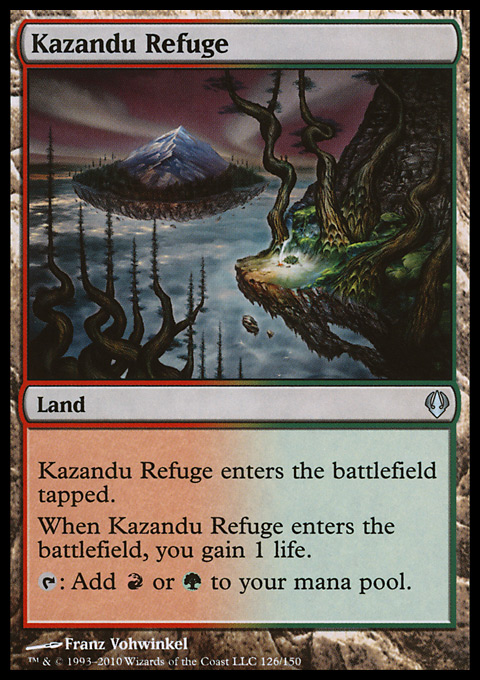 Kazandu Refuge
Land
Kazandu Refuge enters the battlefield
tapped.
When Kazandu Refuge enters the
battlefield, you gain 1 life.
: Add or to your mana pool.
Franz Vohwinkel
™ & © 1993–2010 Wizards of the Coast LLC 126/150